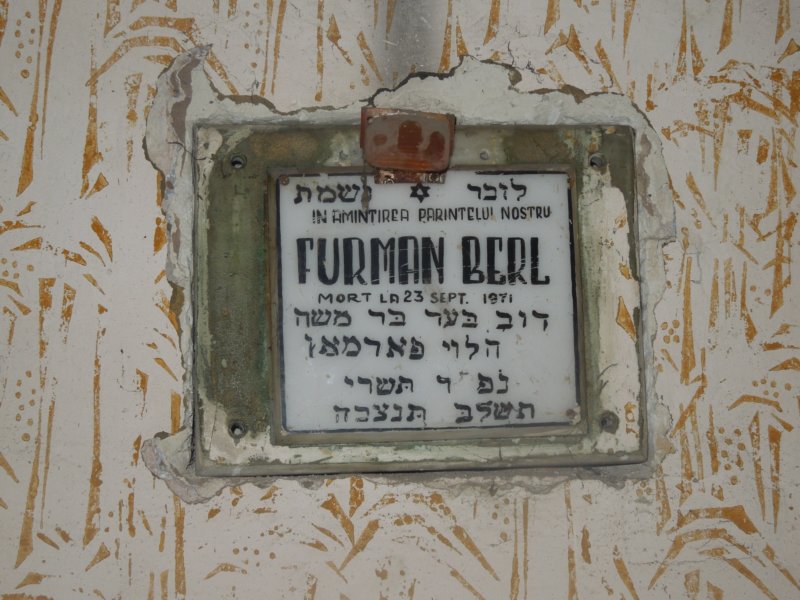 לזכר נשמת
IN AMINTIREA PARINTELUI NOSTRU
FURMAN BERL
MORT LA 23 SEPT. 1971
דוב בער בר משה
הלוי פארמאן
נפ״ ד תשרי
תשלב תנצבה